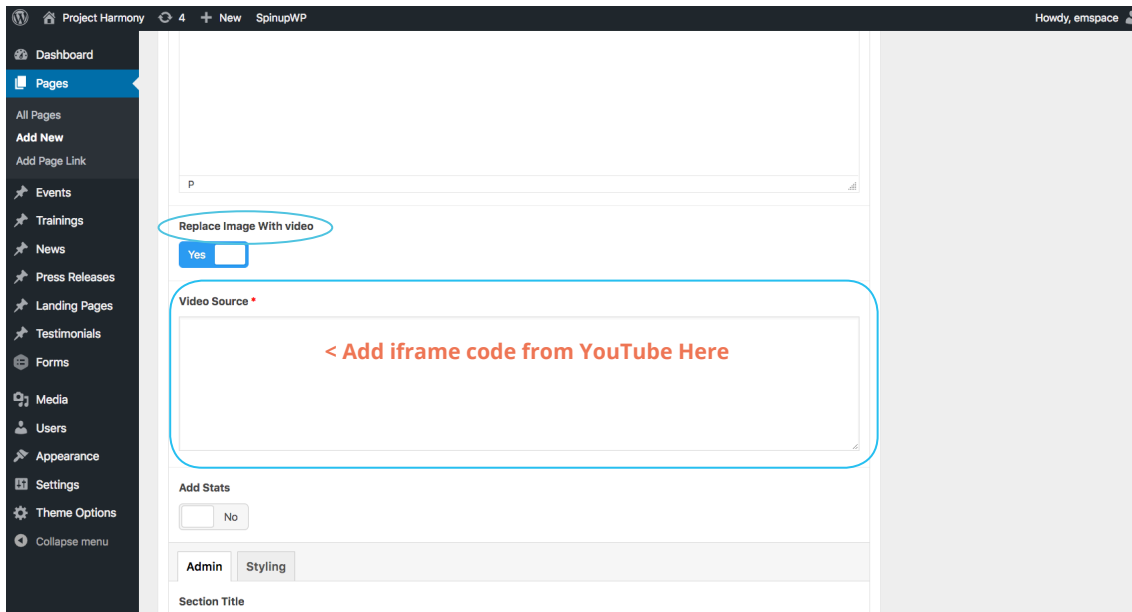 Project Harmony 4 New SpinupWP Howdy, emspace
Dashboard
Pages
All Pages
Add New
Add Page Link
Events
Trainings
News
Press Releases
Landing Pages
Testimonials
Forms
Media
Users
Appearance
Settings
Theme Options
Collapse menu
P
Replace Image With video
Yes
Video Source *
< Add iframe code from YouTube Here
Add Stats
No
Admin Styling
Section Title